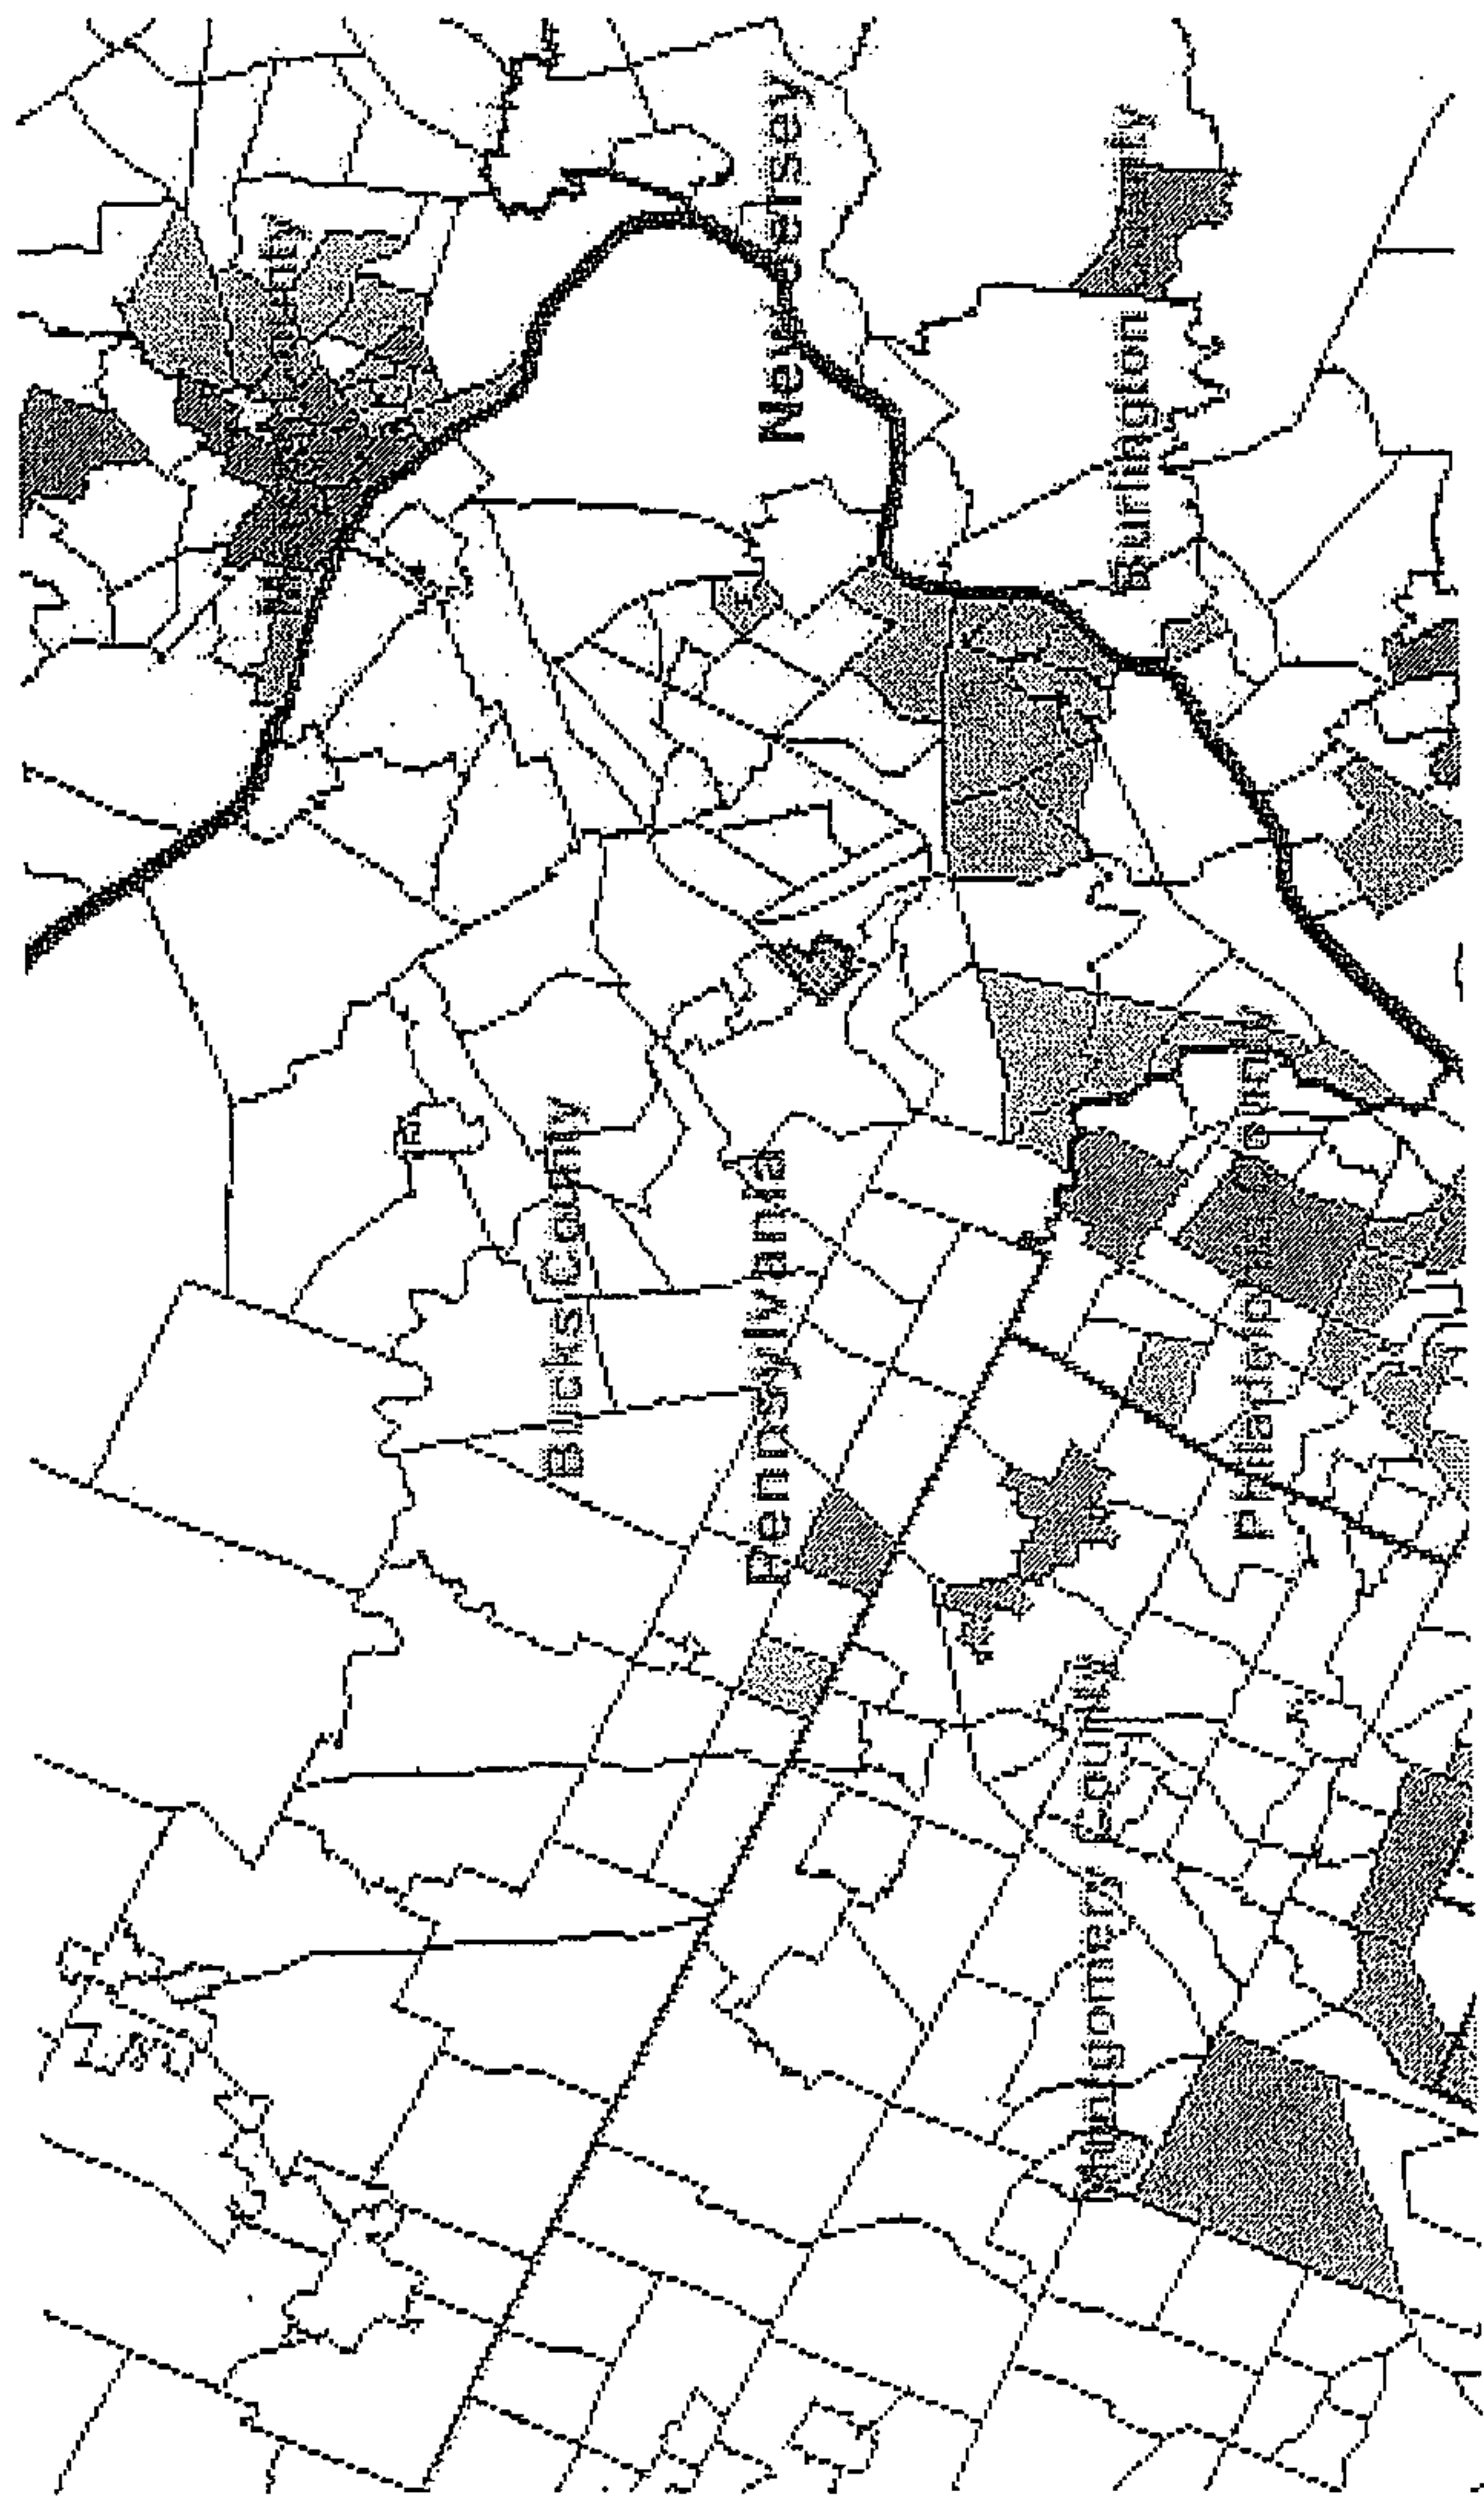 New Jersey
Burlington County
Bucks County
Pennsylvania
Philadelphia County
Montgomery County